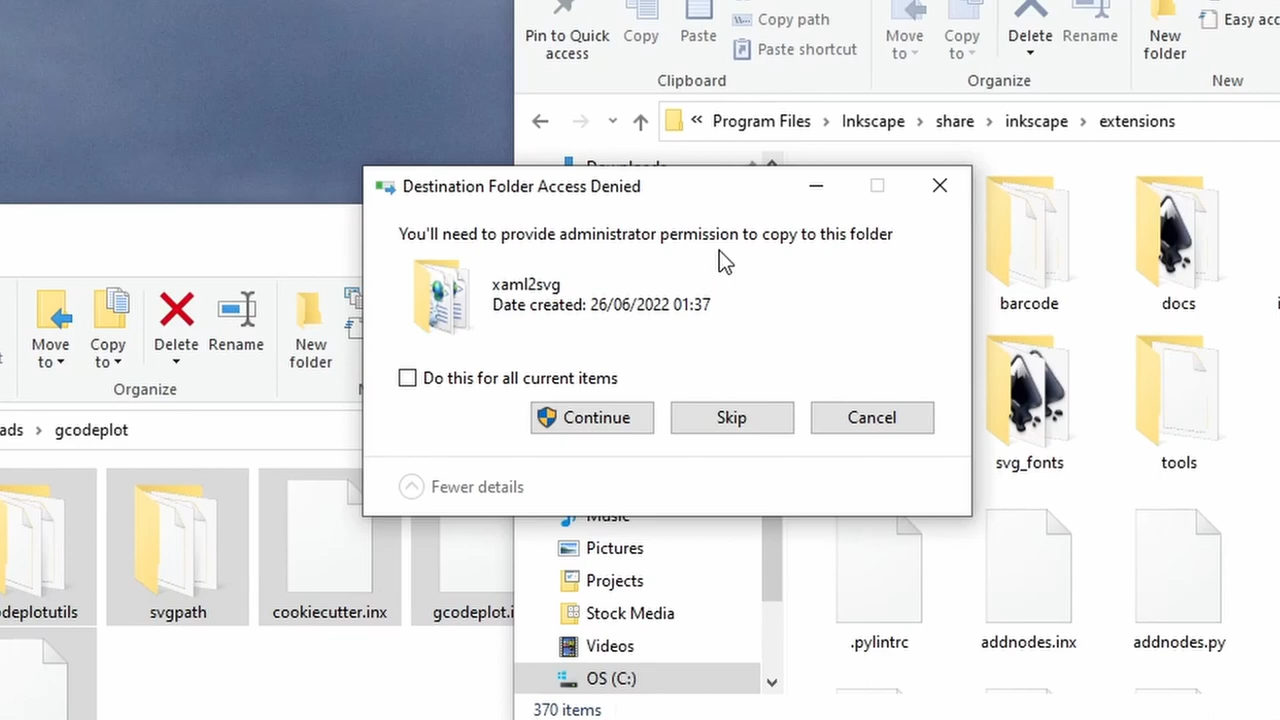 Pin to Quick
access
Copy
Paste
Copy path
Paste shortcut
Move
to
Copy
to
Delete
Rename
New
folder
Easy acc
Clipboard
Organize
New
« Program Files › Inkscape › share › inkscape › extensions
Destination Folder Access Denied
You'll need to provide administrator permission to copy to this folder
xaml2svg
Date created: 26/06/2022 01:37
Do this for all current items
Continue
Skip
Cancel
Fewer details
barcode
docs
svg_fonts
tools
Move
to
Copy
to
Delete
Rename
New
folder
Organize
ads › gcodeplot
deplotutils
svgpath
cookiecutter.inx
gcodeplot.i
Downloads
Music
Pictures
Projects
Stock Media
Videos
OS (C:)
.pylintrc
addnodes.inx
addnodes.py
370 items